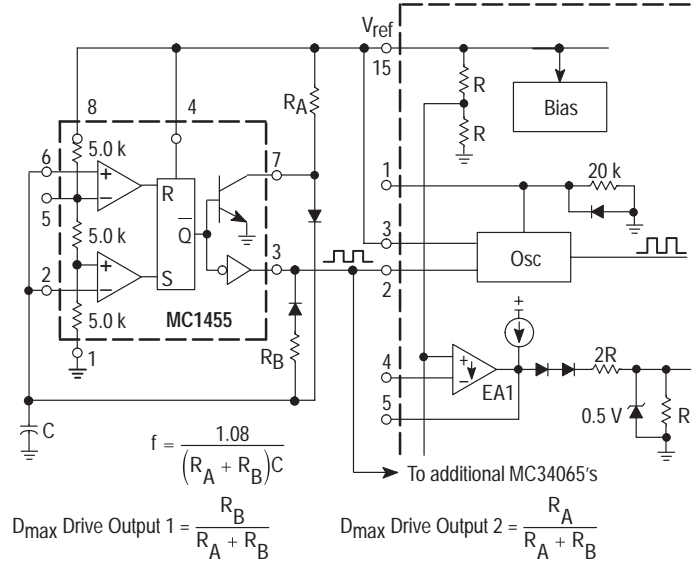 Vref
15
8
4
RA
R
R
Bias
6
5.0 k
7
1
20 k
+
−
R
5
Q
3
5.0 k
3
Osc
2
+
−
S
2
5.0 k
MC1455
1
RB
+
4
+
−
EA1
2R
5
0.5 V
R
C
f = 1.08 / (RA + RB)C
To additional MC34065's
Dmax Drive Output 1 = RB / RA + RB
Dmax Drive Output 2 = RA / RA + RB